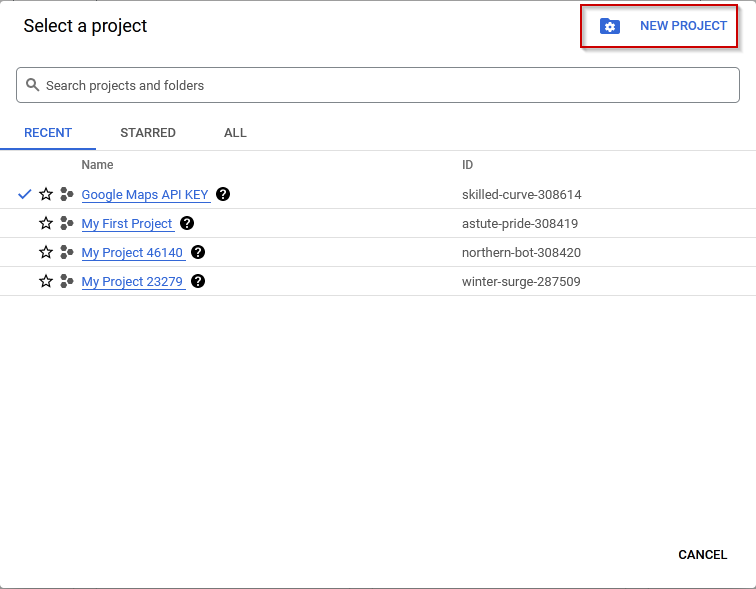 Select a project
NEW PROJECT
Search projects and folders
RECENT STARRED ALL
Name ID
Google Maps API KEY ? skilled-curve-308614
My First Project ? astute-pride-308419
My Project 46140 ? northern-bot-308420
My Project 23279 ? winter-surge-287509
CANCEL